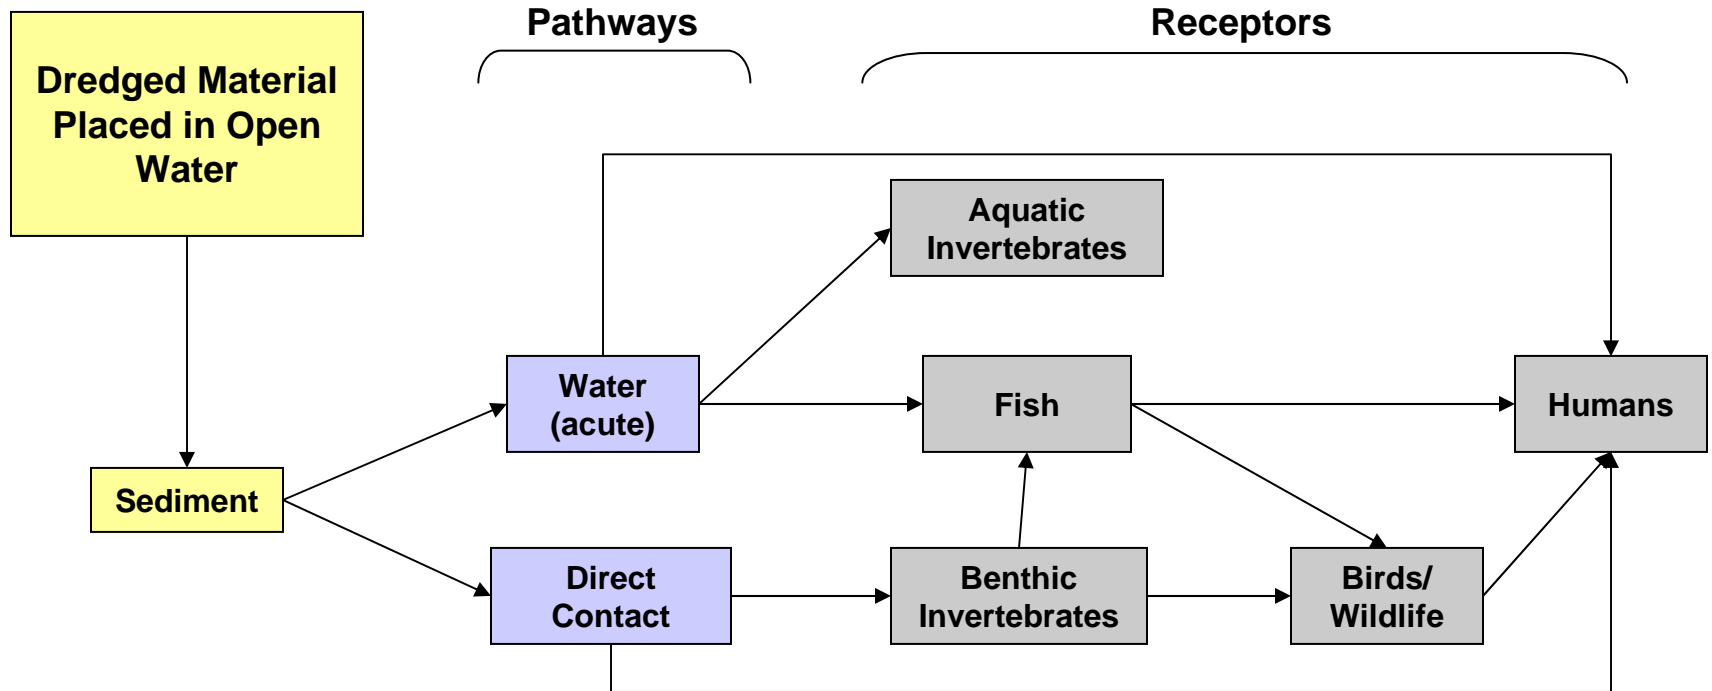 Pathways
Receptors
Dredged Material
Placed in Open
Water
Aquatic
Invertebrates
Water
(acute)
Fish
Humans
Sediment
Direct
Contact
Benthic
Invertebrates
Birds/
Wildlife